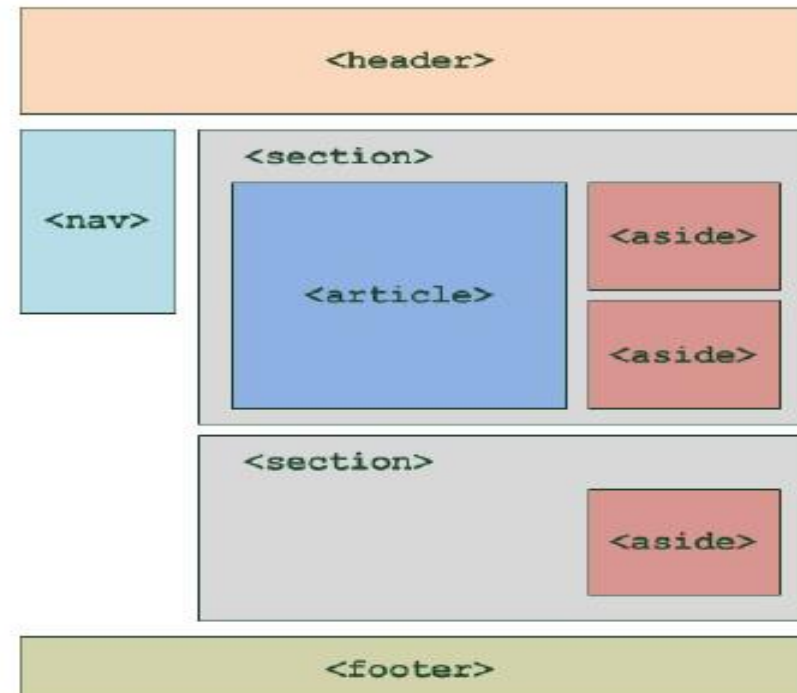 <header>
<nav>
<section>
<article>
<aside>
<aside>
<section>
<aside>
<footer>